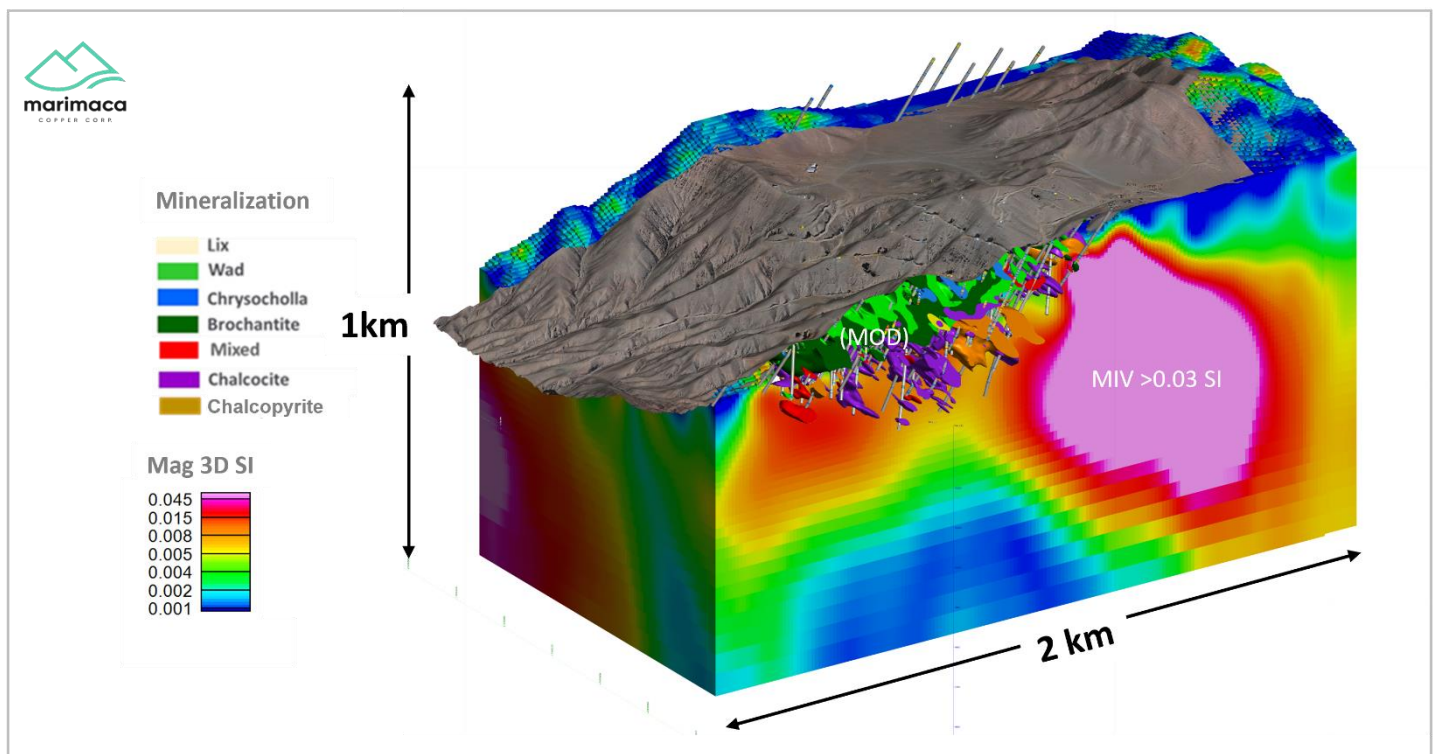 marimaca
COPPER CORP.
Mineralization
Lix
Wad
Chrysocholla
Brochantite
Mixed
Chalcocite
Chalcopyrite
Mag 3D SI
0.045
0.015
0.008
0.005
0.004
0.002
0.001
1km
(MOD)
MIV >0.03 SI
2 km